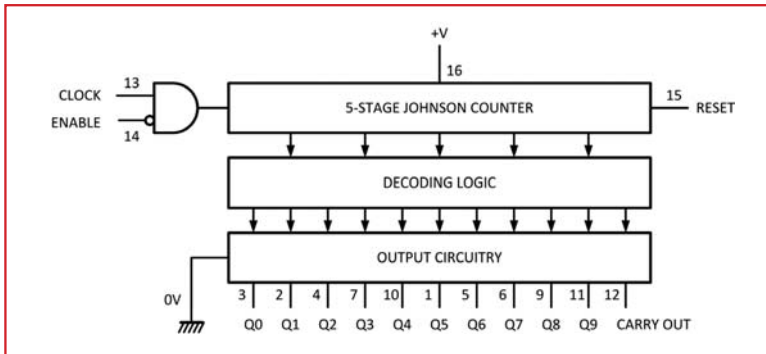 +V
16
13
CLOCK
15
5-STAGE JOHNSON COUNTER
RESET
ENABLE
14
DECODING LOGIC
OUTPUT CIRCUITRY
3 2 4 7 10 1 5 6 9 11 12
0V
Q0 Q1 Q2 Q3 Q4 Q5 Q6 Q7 Q8 Q9 CARRY OUT